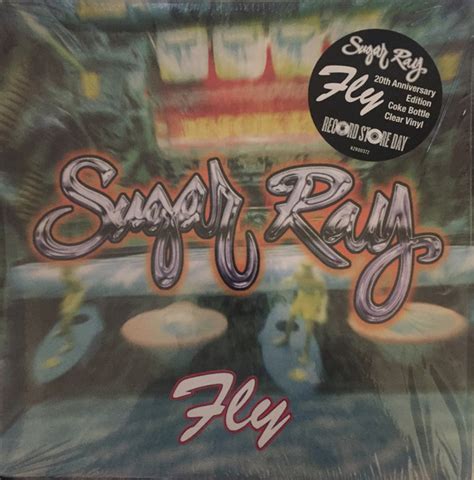 Sugar Ray
Fly
20th Anniversary
Edition
Coke Bottle
Clear Vinyl
RECORD STORE DAY
Sugar Ray
Fly